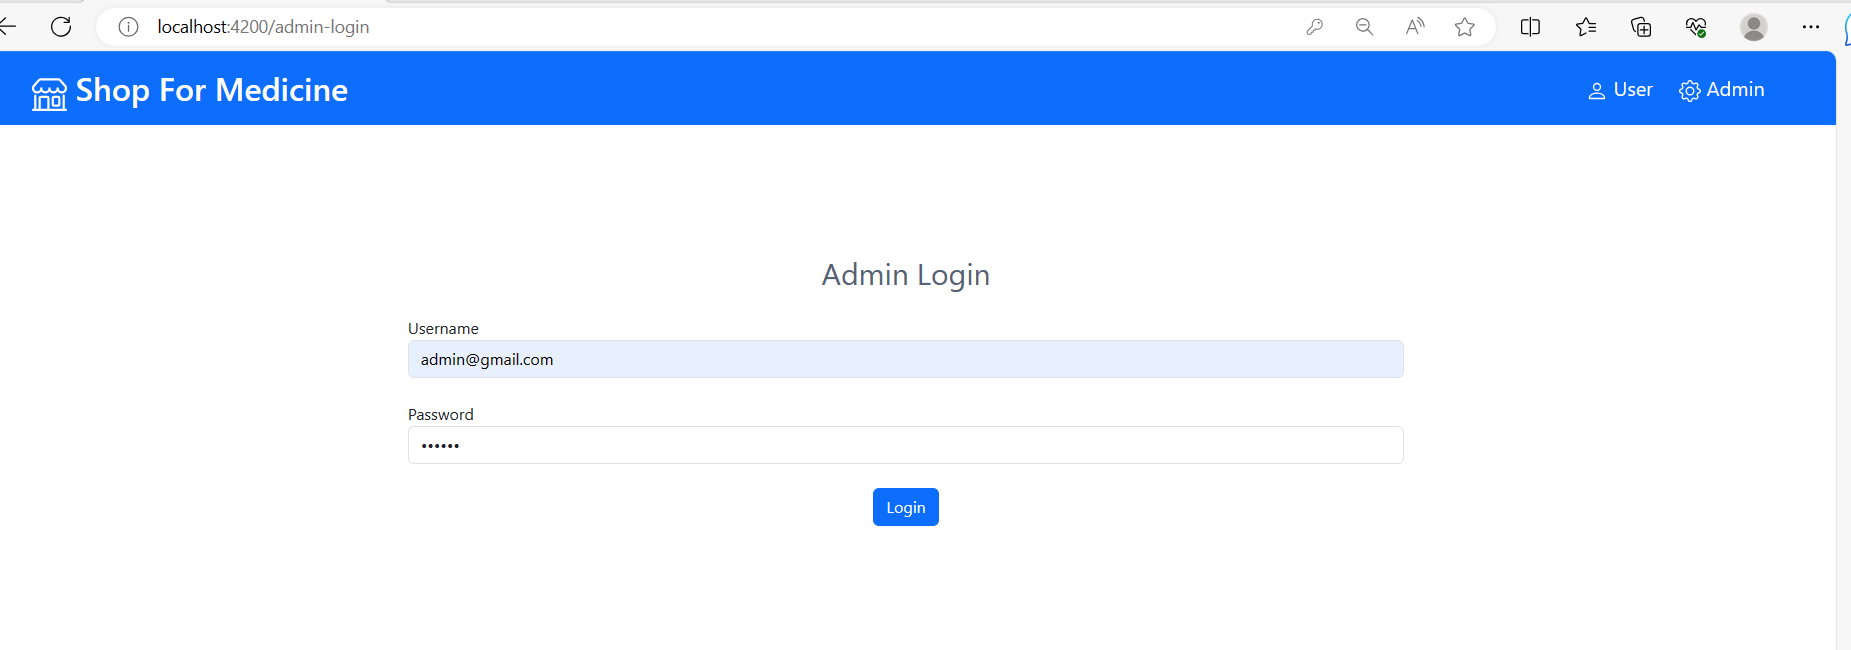 localhost:4200/admin-login
Shop For Medicine
User Admin
Admin Login
Username
admin@gmail.com
Password
••••••
Login